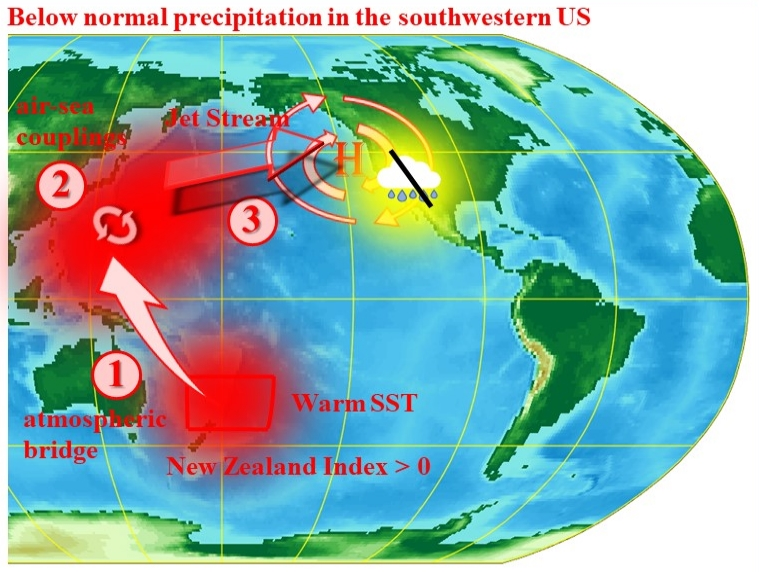 Below normal precipitation in the southwestern US
air-sea
couplings
Jet Stream
H
2
3
1
atmospheric
bridge
Warm SST
New Zealand Index > 0